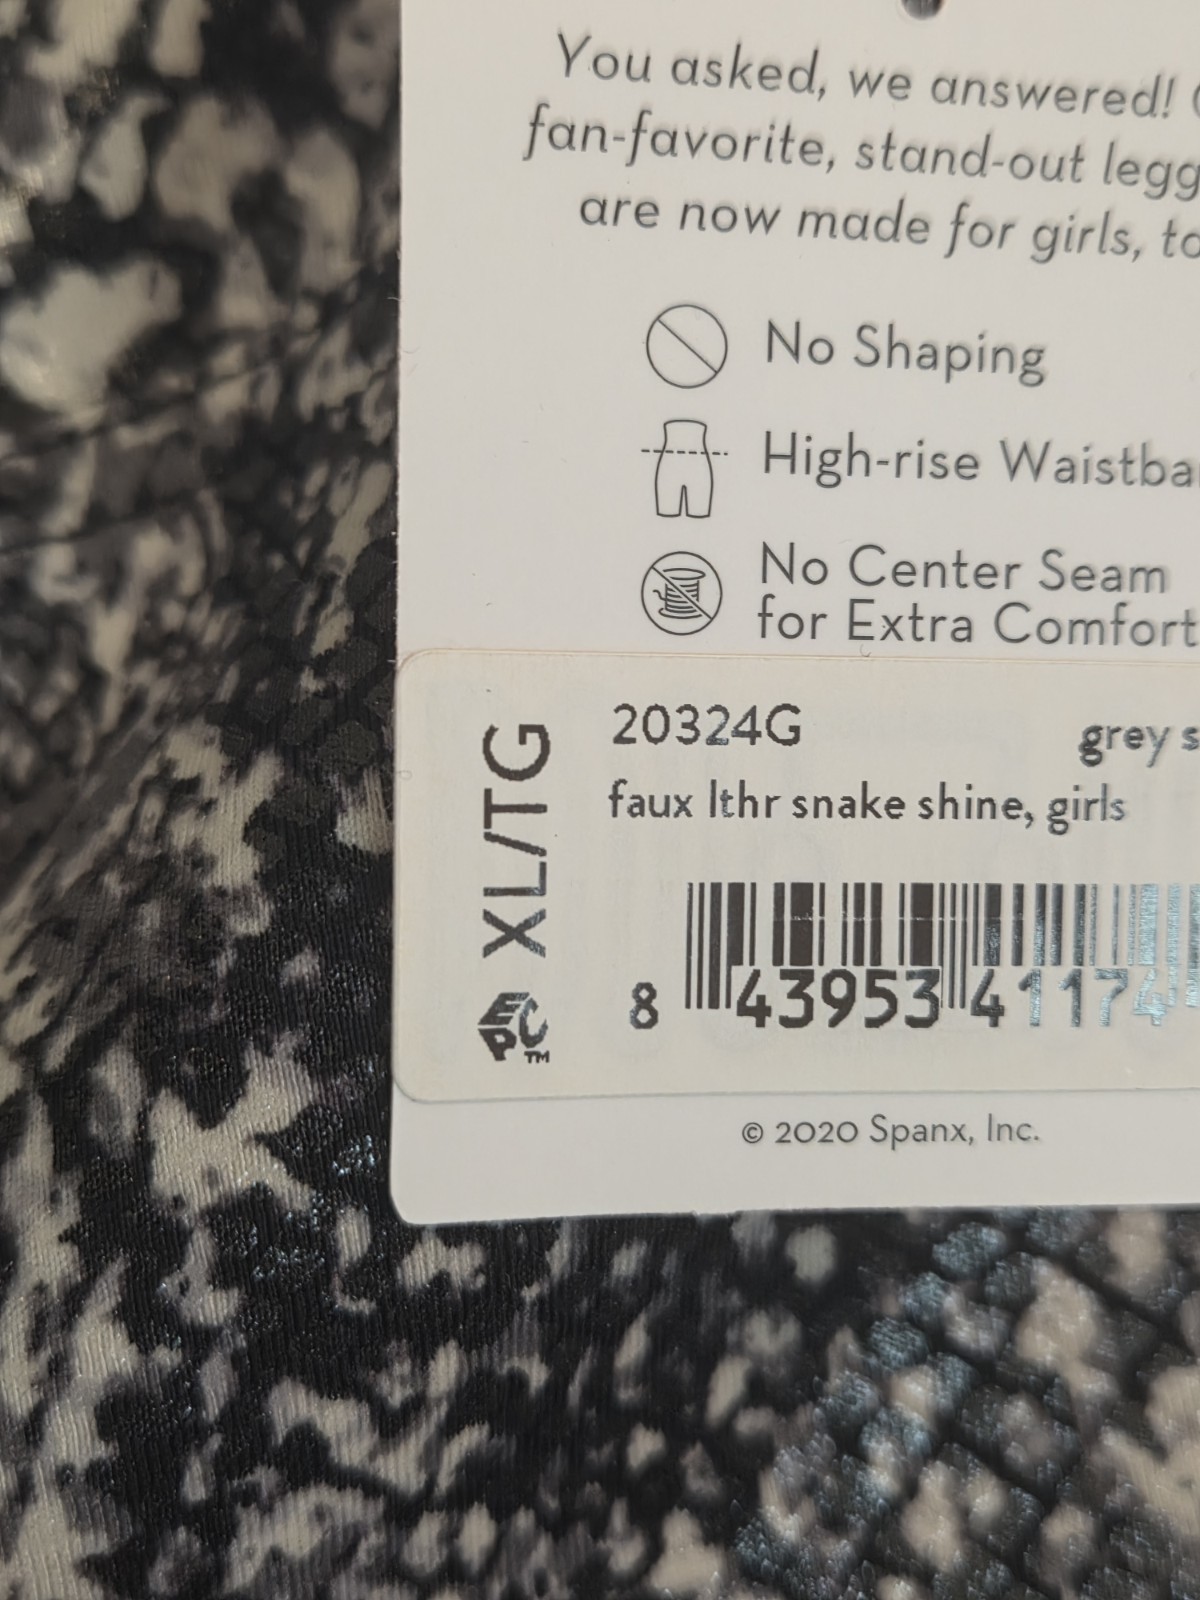 You asked, we answered!
fan-favorite, stand-out legg
are now made for girls, to
No Shaping
High-rise Waistba
No Center Seam
for Extra Comfort
XL/TG
20324G
grey s
faux lthr snake shine, girls
8 43953 41174
EPC™
© 2020 Spanx, Inc.